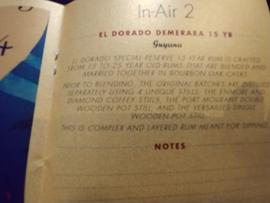 In-Air 2
EL DORADO DEMERARA 15 YR
Guyana
EL DORADO SPECIAL RESERVE 15 YEAR RUM IS CRAFTED
FROM 12 TO 25 YEAR OLD RUMS THAT ARE BLENDED AND
MARRIED TOGETHER IN BOURBON OAK CASKS
PRIOR TO BLENDING, THE ORIGINAL BATCHES ARE DISTILLED
SEPARATELY USING 4 UNIQUE STILLS, THE ENMORE AND
DIAMOND COFFEY STILLS, THE PORT MOURANT DOUBLE
WOODEN POT STILL, AND THE VERSAILLES SINGLE
WOODEN POT STILL.
THIS IS COMPLEX AND LAYERED RUM MEANT FOR SIPPING
NOTES